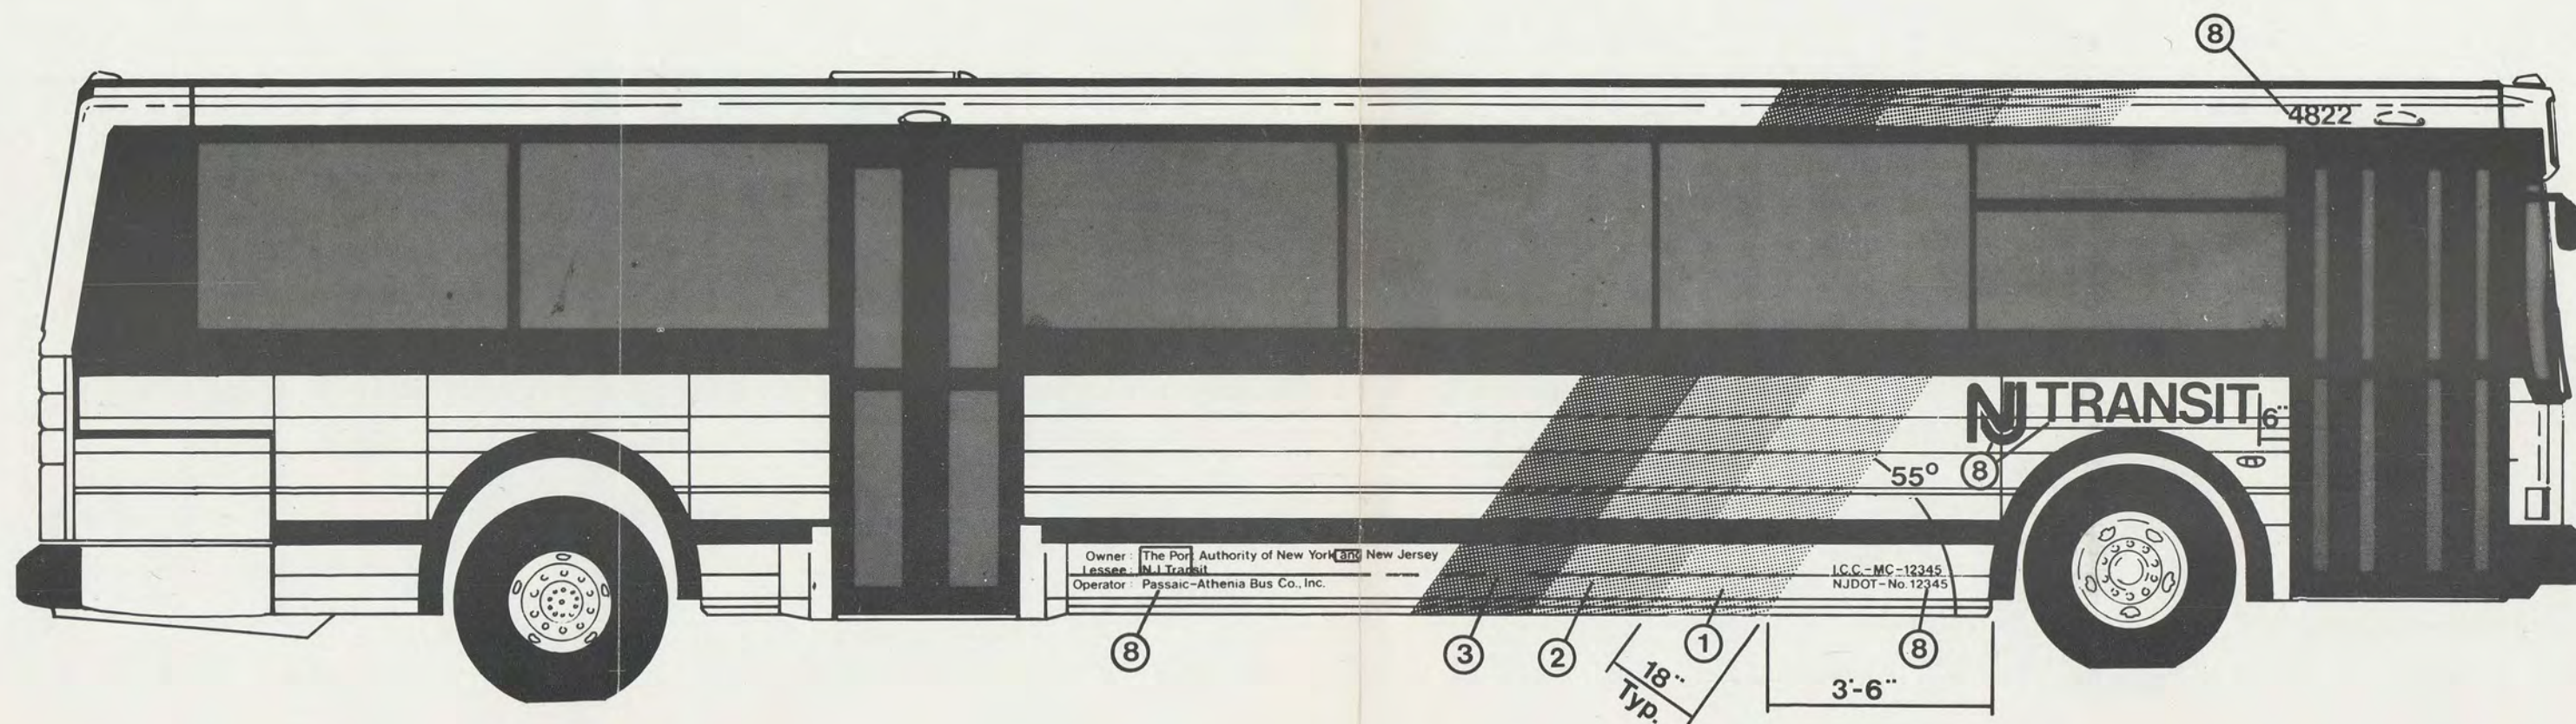 8
4822
NJ TRANSIT
6"
8
55°
Owner: The Port Authority of New York and New Jersey
Lessee: NJ Transit
Operator: Passaic-Athenia Bus Co., Inc.
I.C.C.-MC-12345
NJDOT-No. 12345
8
3
2
1
8
18"
Typ.
3'-6"